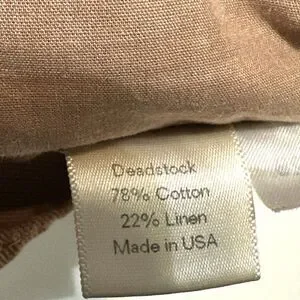 Deadstock
78% Cotton
22% Linen
Made in USA